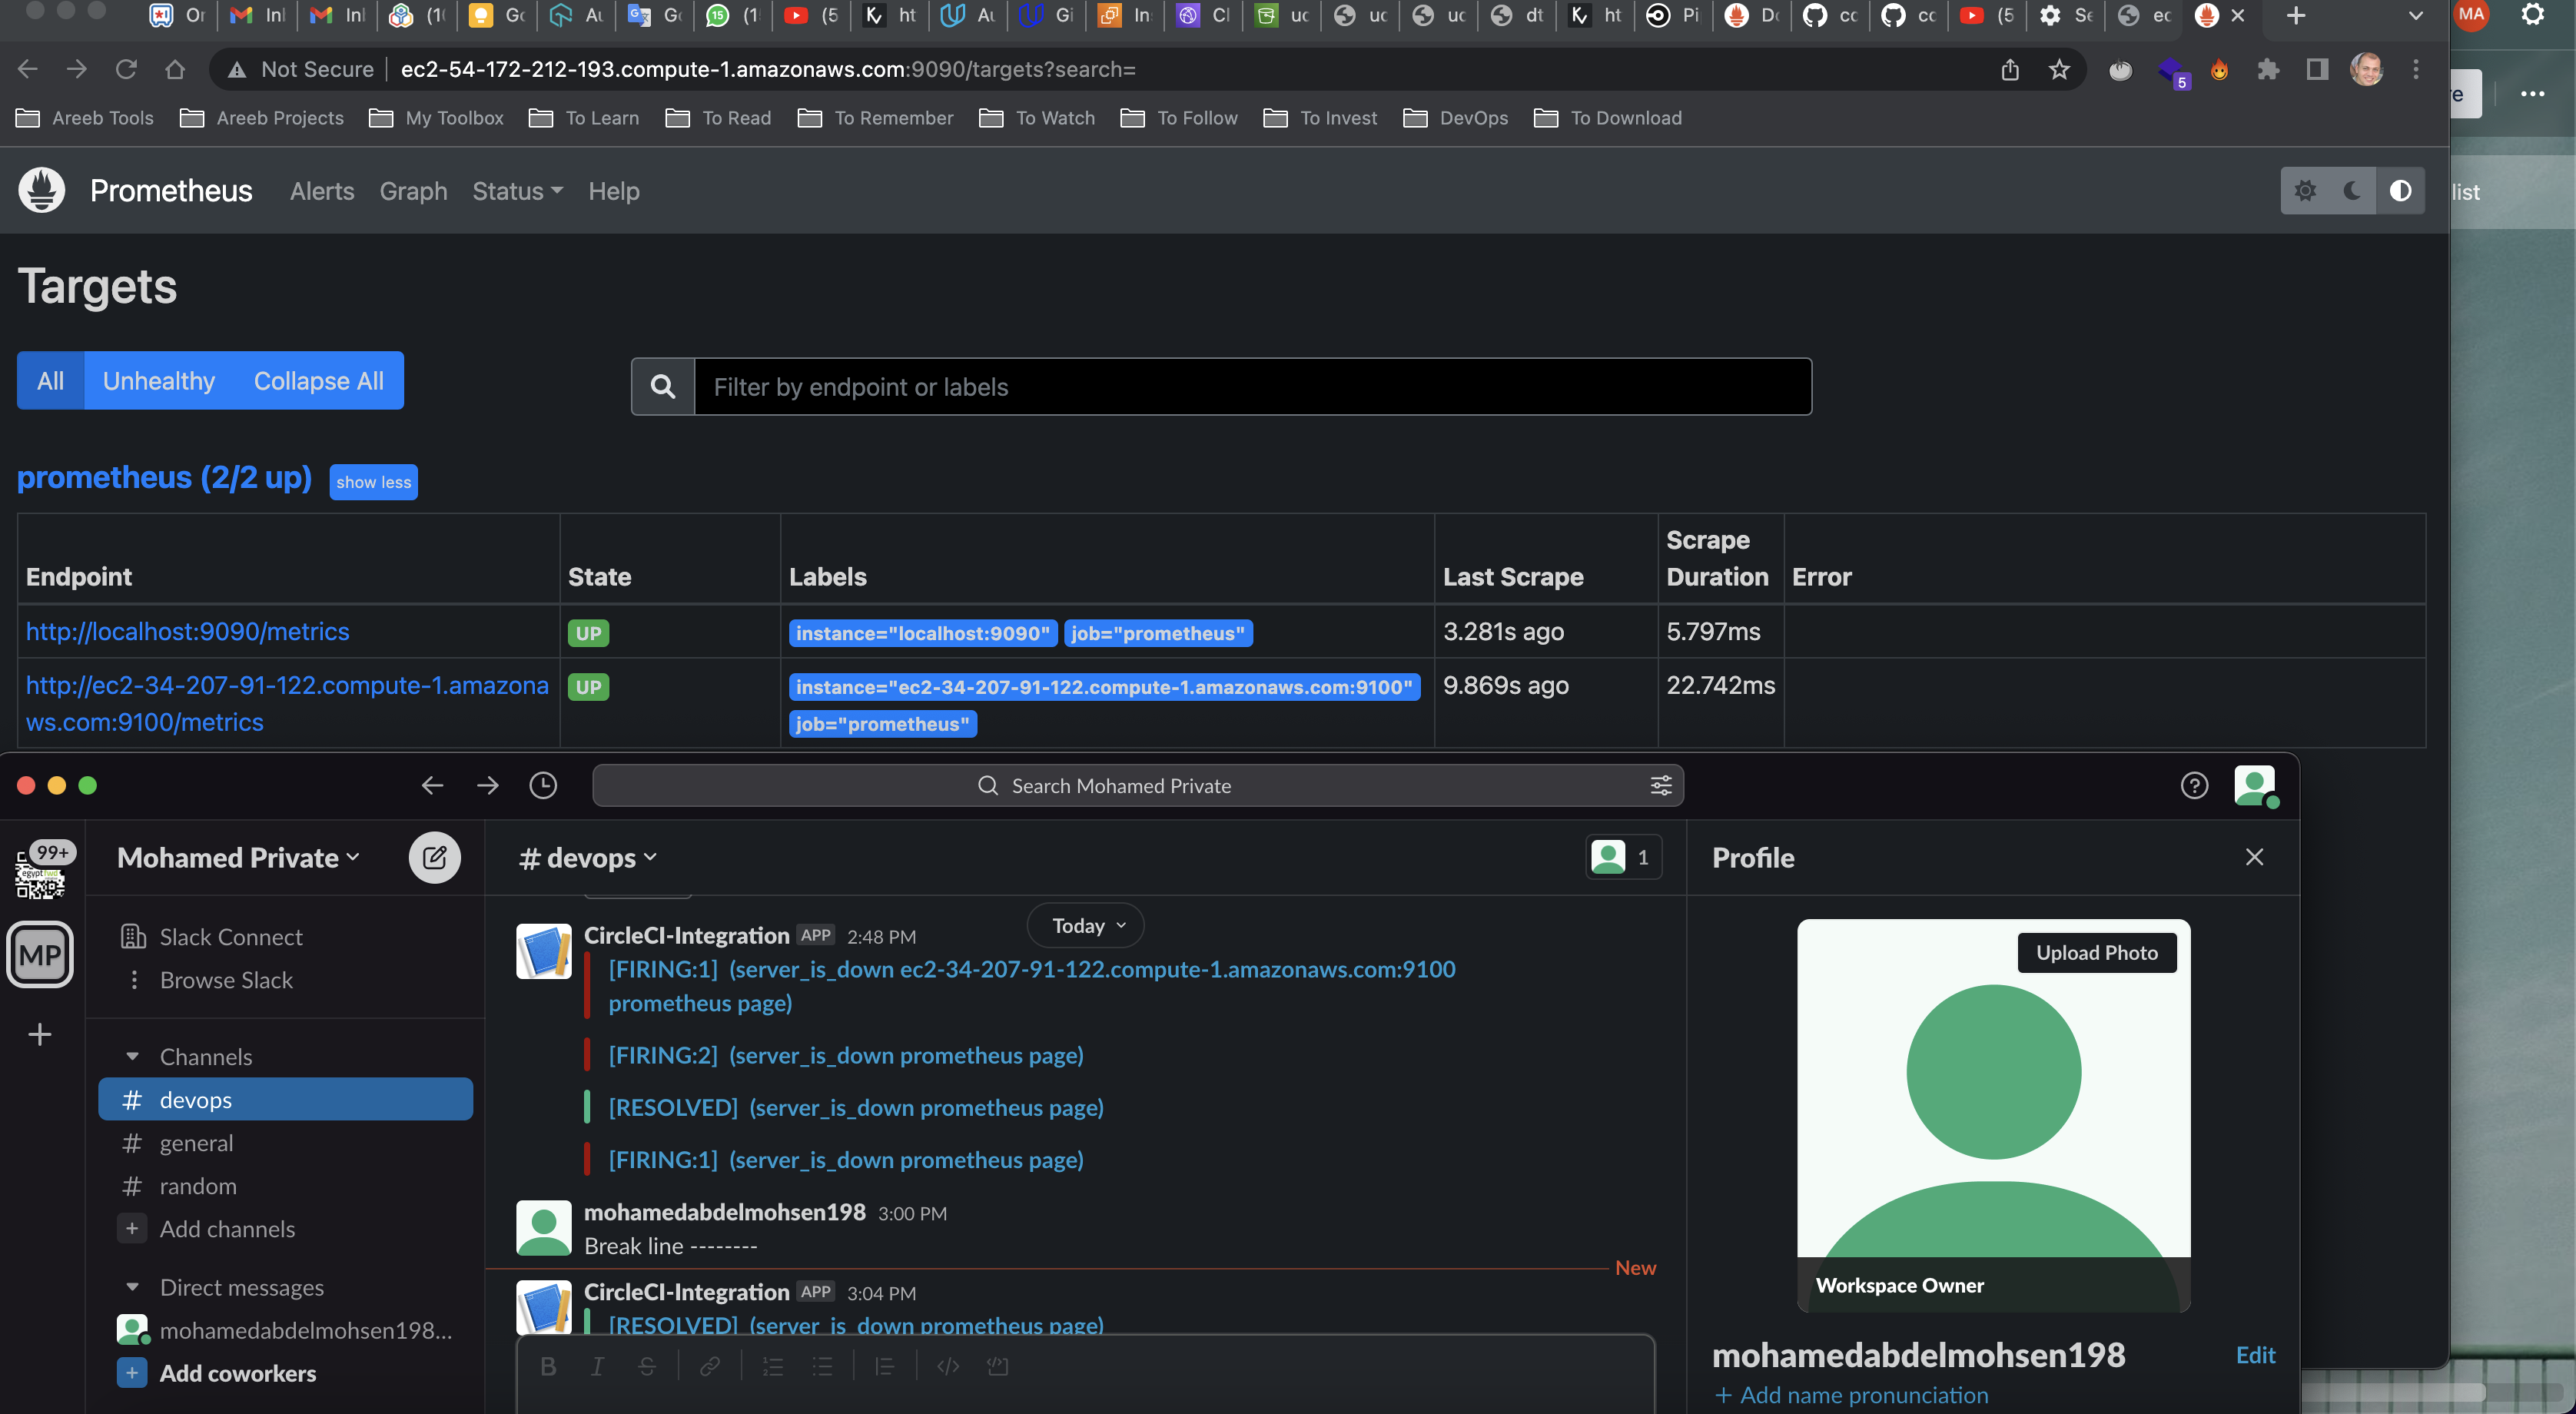 Or
Inl
Inl
(1(
Gc
Au
Gc
15
(1
(5
ht
Au
Gi
In
Cl
uc
uc
uc
dt
ht
Pi
Dc
cc
cc
(5
Se
ec
MA
Not Secure
ec2-54-172-212-193.compute-1.amazonaws.com:9090/targets?search=
5
Areeb Tools
Areeb Projects
My Toolbox
To Learn
To Read
To Remember
To Watch
To Follow
To Invest
DevOps
To Download
Prometheus
Alerts
Graph
Status
Help
list
Targets
All
Unhealthy
Collapse All
Filter by endpoint or labels
prometheus (2/2 up)
show less
Endpoint
State
Labels
Last Scrape
Scrape
Duration
Error
http://localhost:9090/metrics
UP
instance="localhost:9090"
job="prometheus"
3.281s ago
5.797ms
http://ec2-34-207-91-122.compute-1.amazona
ws.com:9100/metrics
UP
instance="ec2-34-207-91-122.compute-1.amazonaws.com:9100"
job="prometheus"
9.869s ago
22.742ms
Search Mohamed Private
99+
egyptfwd
MP
Mohamed Private
Slack Connect
Browse Slack
Channels
# devops
# general
# random
+ Add channels
Direct messages
mohamedabdelmohsen198...
+ Add coworkers
# devops
1
Today
CircleCI-Integration APP 2:48 PM
[FIRING:1] (server_is_down ec2-34-207-91-122.compute-1.amazonaws.com:9100
prometheus page)
[FIRING:2] (server_is_down prometheus page)
[RESOLVED] (server_is_down prometheus page)
[FIRING:1] (server_is_down prometheus page)
mohamedabdelmohsen198 3:00 PM
Break line --------
New
CircleCI-Integration APP 3:04 PM
[RESOLVED] (server_is_down prometheus page)
Profile
Upload Photo
Workspace Owner
mohamedabdelmohsen198
Edit
+ Add name pronunciation